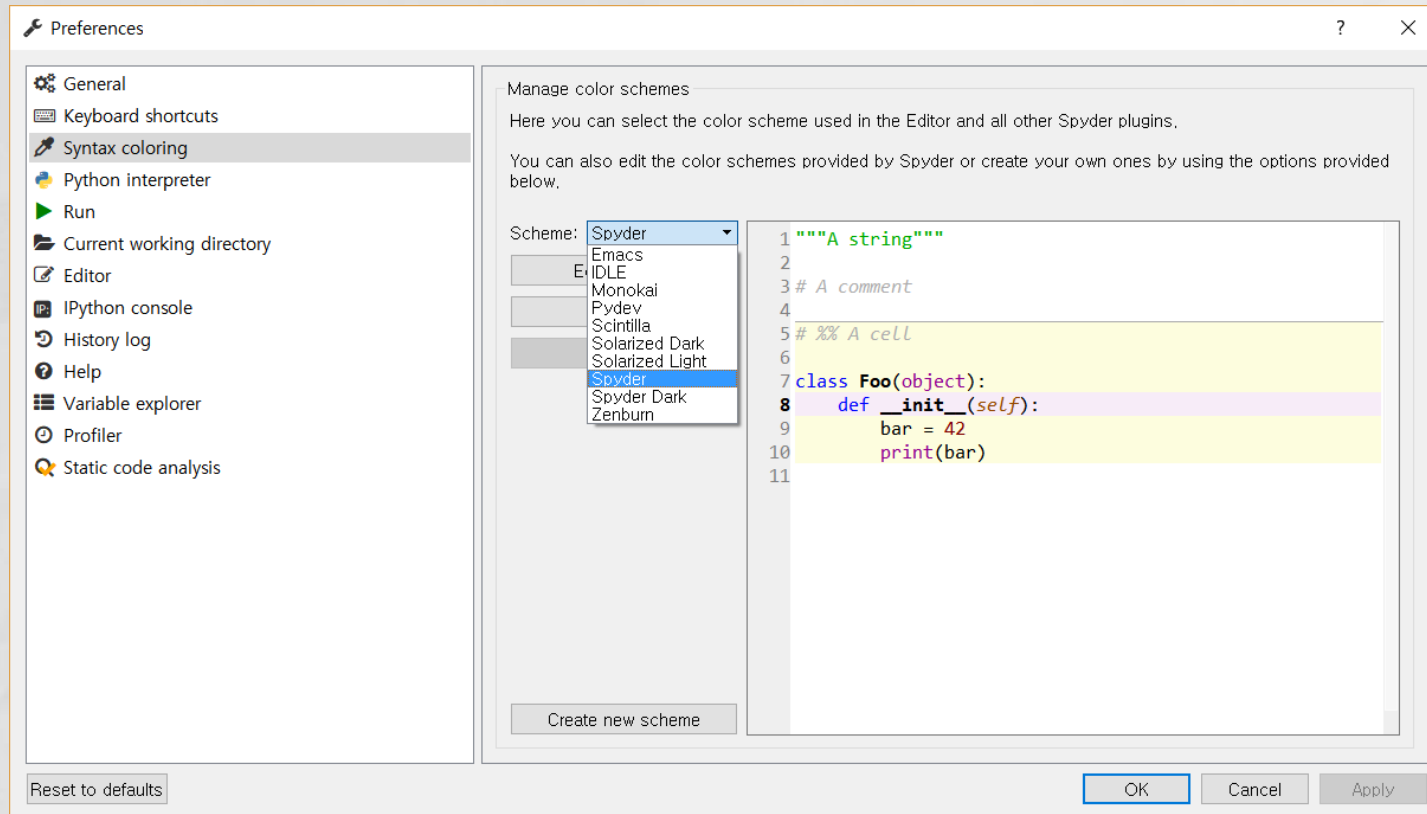 Preferences
?
General
Keyboard shortcuts
Syntax coloring
Python interpreter
Run
Current working directory
Editor
IP:
IPython console
History log
Help
Variable explorer
Profiler
Static code analysis
Manage color schemes
Here you can select the color scheme used in the Editor and all other Spyder plugins.
You can also edit the color schemes provided by Spyder or create your own ones by using the options provided
below.
Scheme: Spyder
Emacs
IDLE
Monokai
Pydev
Scintilla
Solarized Dark
Solarized Light
Spyder
Spyder Dark
Zenburn
Create new scheme
1 """A string"""
2
3 # A comment
4
5 # %% A cell
6
7 class Foo(object):
8     def __init__(self):
9         bar = 42
10         print(bar)
11
Reset to defaults
OK
Cancel
Apply